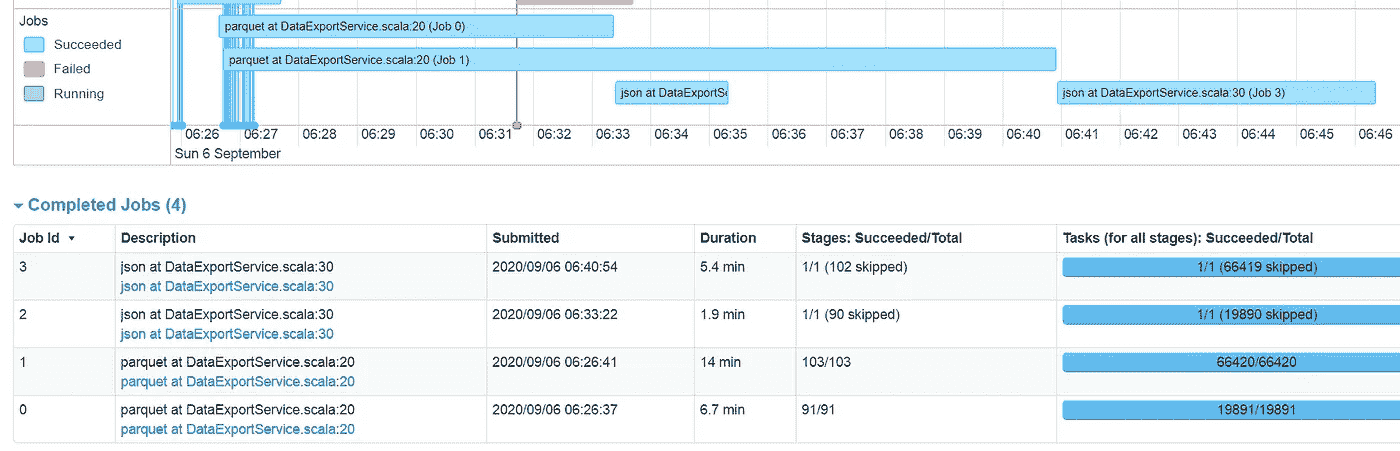 Jobs
Succeeded
Failed
Running
parquet at DataExportService.scala:20 (Job 0)
parquet at DataExportService.scala:20 (Job 1)
json at DataExportSe
json at DataExportService.scala:30 (Job 3)
06:26 06:27 06:28 06:29 06:30 06:31 06:32 06:33 06:34 06:35 06:36 06:37 06:38 06:39 06:40 06:41 06:42 06:43 06:44 06:45 06:46
Sun 6 September
Completed Jobs (4)
Job Id Description Submitted Duration Stages: Succeeded/Total Tasks (for all stages): Succeeded/Total
3 json at DataExportService.scala:30 2020/09/06 06:40:54 5.4 min 1/1 (102 skipped) 1/1 (66419 skipped)
json at DataExportService.scala:30
2 json at DataExportService.scala:30 2020/09/06 06:33:22 1.9 min 1/1 (90 skipped) 1/1 (19890 skipped)
json at DataExportService.scala:30
1 parquet at DataExportService.scala:20 2020/09/06 06:26:41 14 min 103/103 66420/66420
parquet at DataExportService.scala:20
0 parquet at DataExportService.scala:20 2020/09/06 06:26:37 6.7 min 91/91 19891/19891
parquet at DataExportService.scala:20